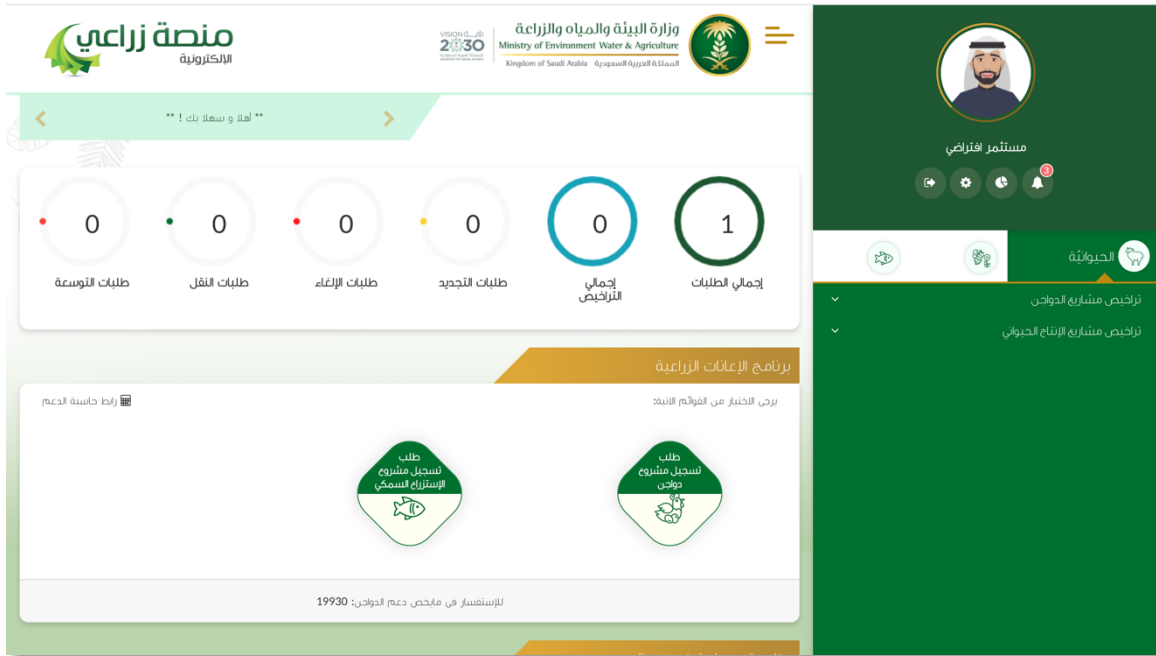 وزارة البيئة والمياه والزراعة
Ministry of Environment Water & Agriculture
Kingdom of Saudi Arabia المملكة العربية السعودية
VISION رؤية
2030
منصة زراعي
الإلكترونية
** أهلا و سهلا بك ! **
مستثمر افتراضي
3
الحيوانيّة
تراخيص مشاريع الدواجن
تراخيص مشاريع الإنتاج الحيواني
1
إجمالي الطلبات
0
إجمالي
التراخيص
0
طلبات التجديد
0
طلبات الإلغاء
0
طلبات النقل
0
طلبات التوسعة
برنامج الإعانات الزراعية
يرجى الاختيار من القوائم الاتية:
رابط حاسبة الدعم
طلب
تسجيل مشروع
دواجن
طلب
تسجيل مشروع
الإستزراع السمكي
للإستفسار في مايخص دعم الدواجن: 19930